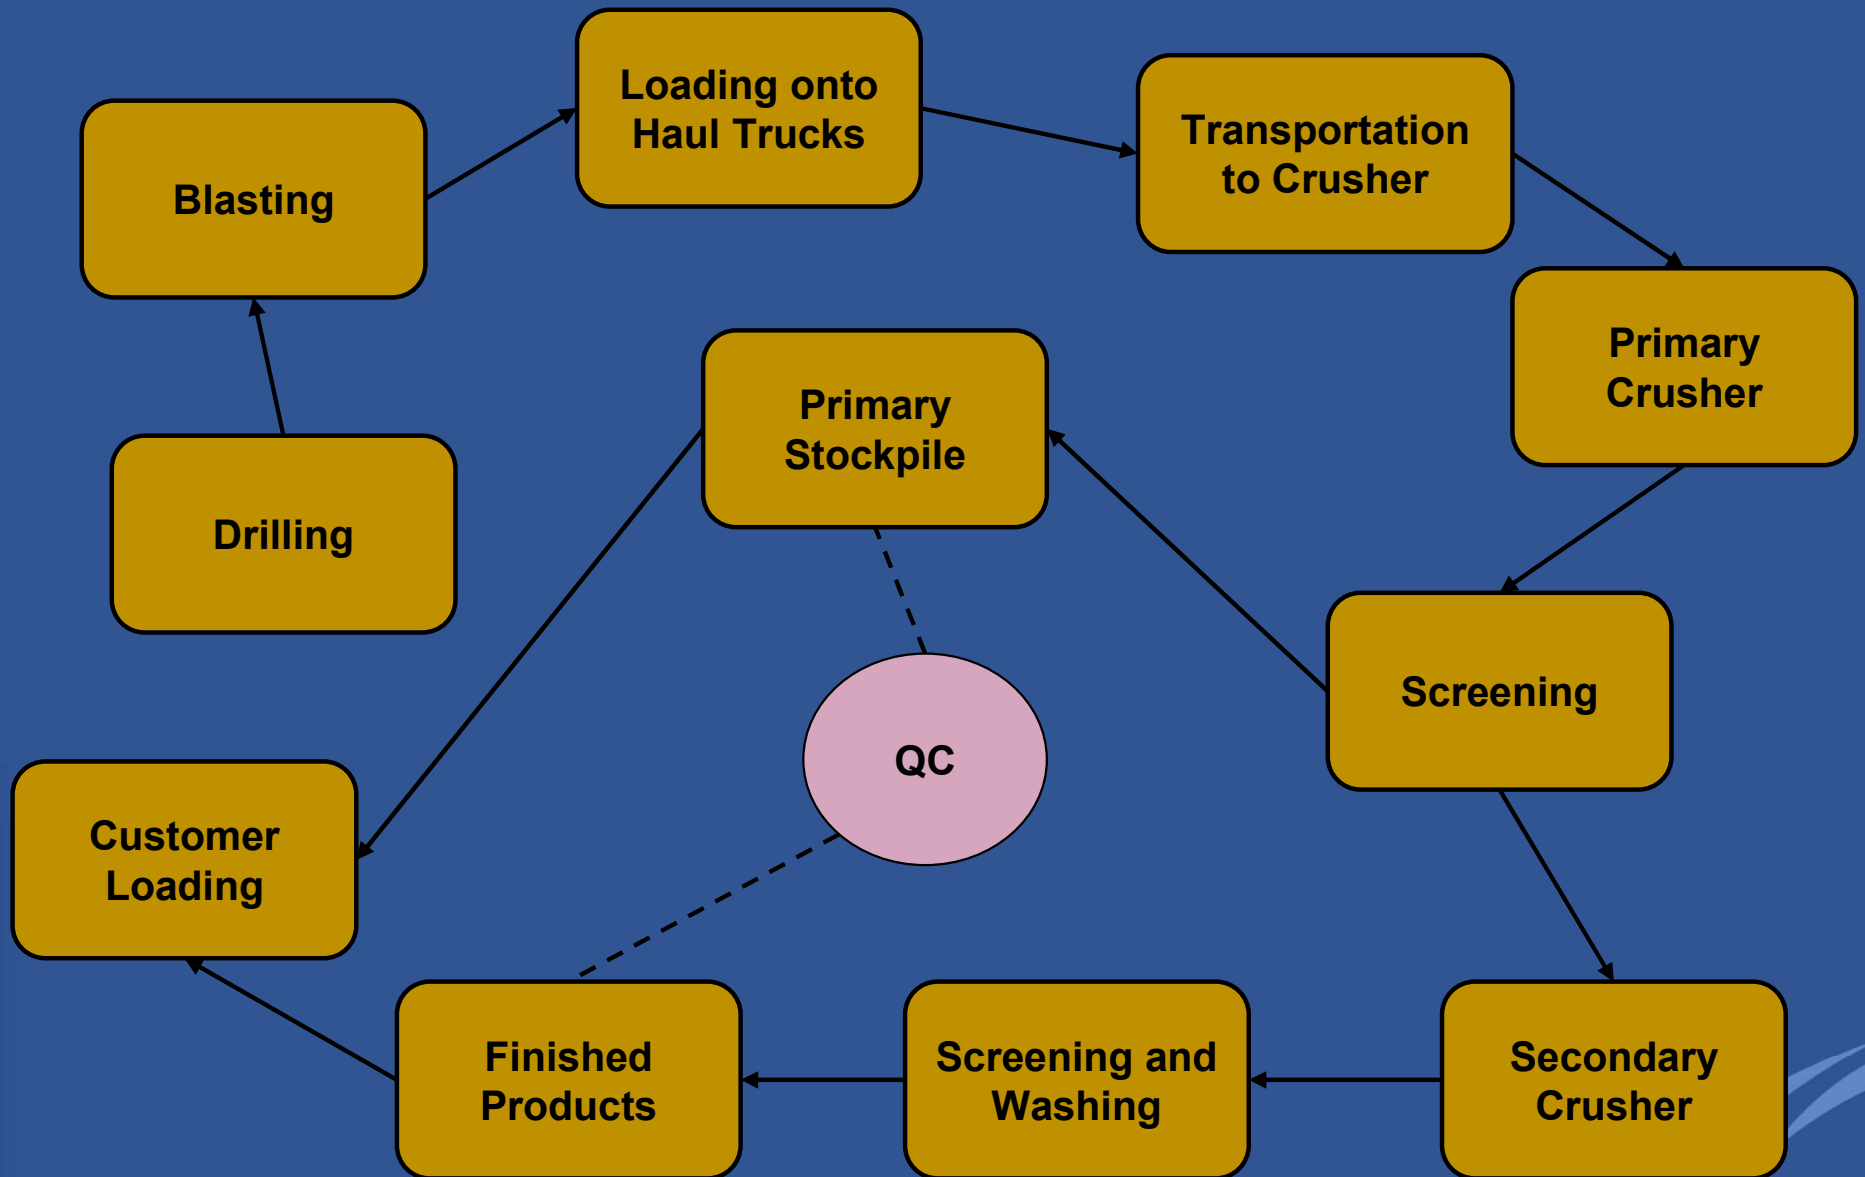 Loading onto
Haul Trucks
Transportation
to Crusher
Blasting
Primary
Crusher
Primary
Stockpile
Drilling
Screening
QC
Customer
Loading
Finished
Products
Screening and
Washing
Secondary
Crusher